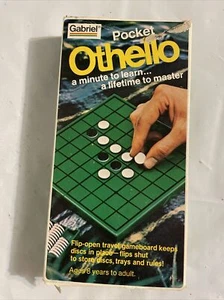 Gabriel
Pocket
Othello
a minute to learn...
a lifetime to master
Flip-open travel gameboard keeps
discs in place—flips shut
to store discs, trays and rules!
Ages 8 years to adult.